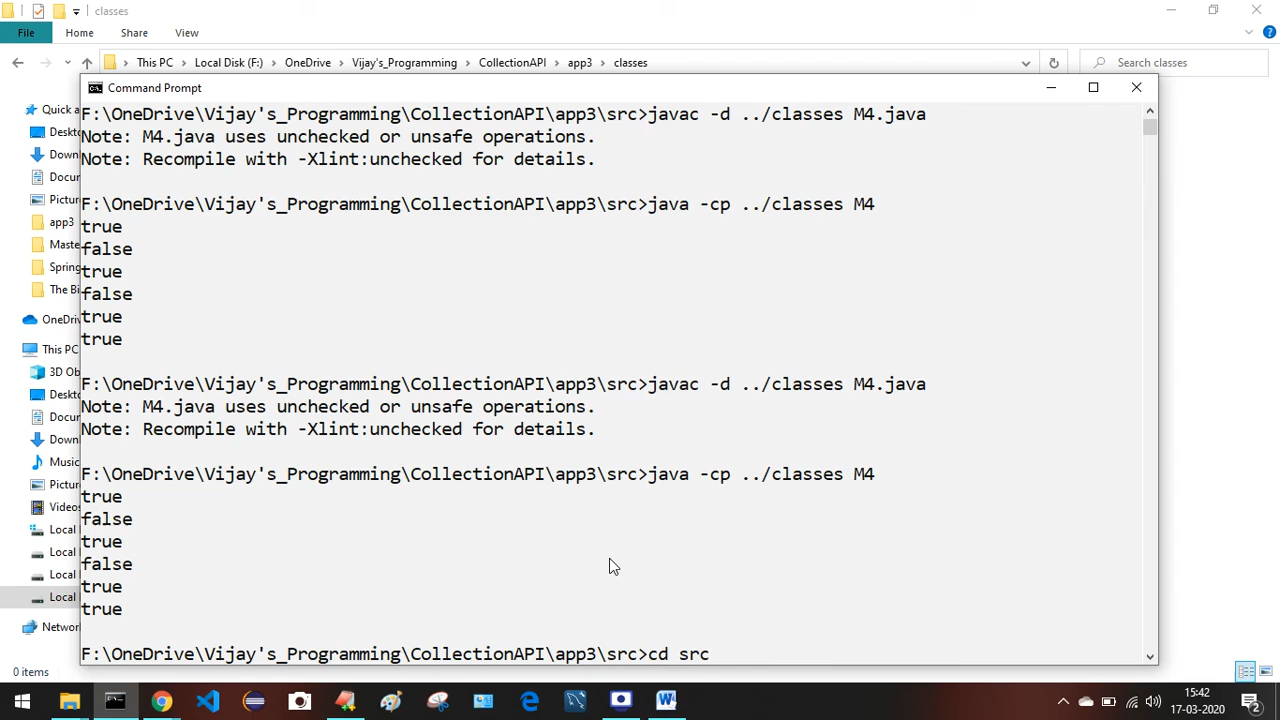 classes
File Home Share View
This PC Local Disk (F:) OneDrive Vijay's_Programming CollectionAPI app3 classes Search classes
Command Prompt
Quick a
Deskto
Down
Docur
Pictur
app3
Maste
Spring
The Bi
OneDri
This PC
3D Ob
Deskto
Docur
Down
Music
Pictur
Videos
Local
Local
Local
Local
Networ
0 items
F:\OneDrive\Vijay's_Programming\CollectionAPI\app3\src>javac -d ../classes M4.java
Note: M4.java uses unchecked or unsafe operations.
Note: Recompile with -Xlint:unchecked for details.
F:\OneDrive\Vijay's_Programming\CollectionAPI\app3\src>java -cp ../classes M4
true
false
true
false
true
true
F:\OneDrive\Vijay's_Programming\CollectionAPI\app3\src>javac -d ../classes M4.java
Note: M4.java uses unchecked or unsafe operations.
Note: Recompile with -Xlint:unchecked for details.
F:\OneDrive\Vijay's_Programming\CollectionAPI\app3\src>java -cp ../classes M4
true
false
true
false
true
true
F:\OneDrive\Vijay's_Programming\CollectionAPI\app3\src>cd src
15:42
17-03-2020
2